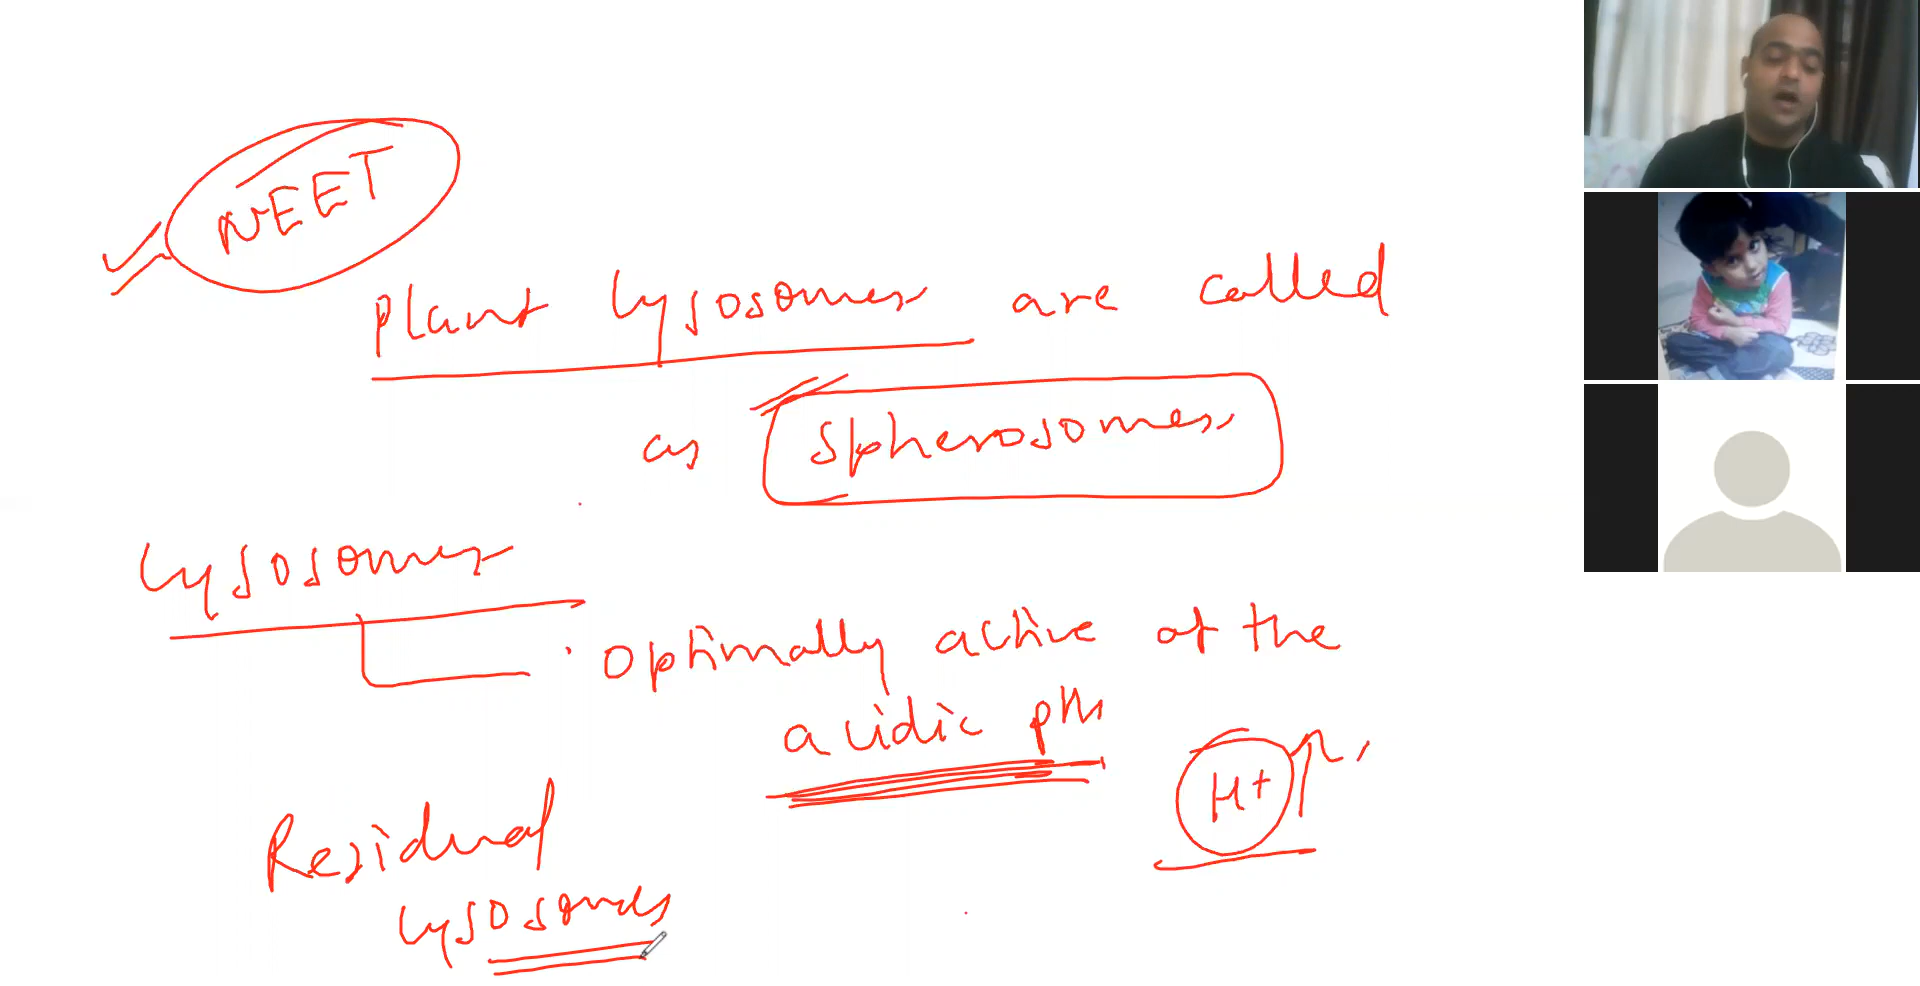 NEET
Plant lysosomes are called
as Spherosomes
Lysosomes
Optimally active at the
acidic pH
H+
Residual
lysosomes